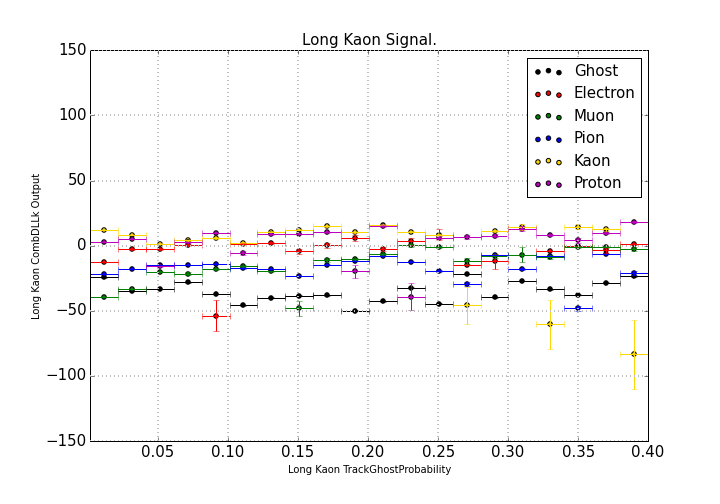 Long Kaon Signal.
150
100
50
0
−50
−100
−150
Long Kaon CombDLLk Output
Ghost
Electron
Muon
Pion
Kaon
Proton
0.05 0.10 0.15 0.20 0.25 0.30 0.35 0.40
Long Kaon TrackGhostProbability